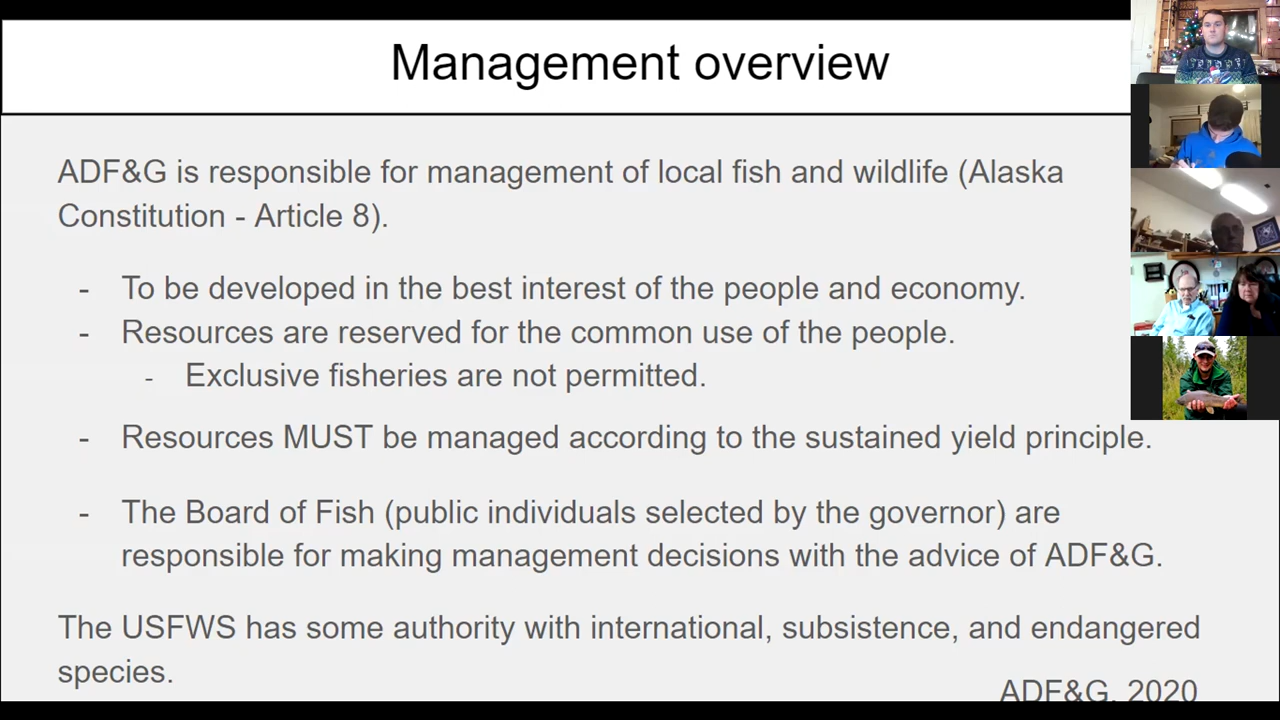 Management overview
ADF&G is responsible for management of local fish and wildlife (Alaska
Constitution - Article 8).
- To be developed in the best interest of the people and economy.
- Resources are reserved for the common use of the people.
- Exclusive fisheries are not permitted.
- Resources MUST be managed according to the sustained yield principle.
- The Board of Fish (public individuals selected by the governor) are
responsible for making management decisions with the advice of ADF&G.
The USFWS has some authority with international, subsistence, and endangered
species.
ADF&G, 2020